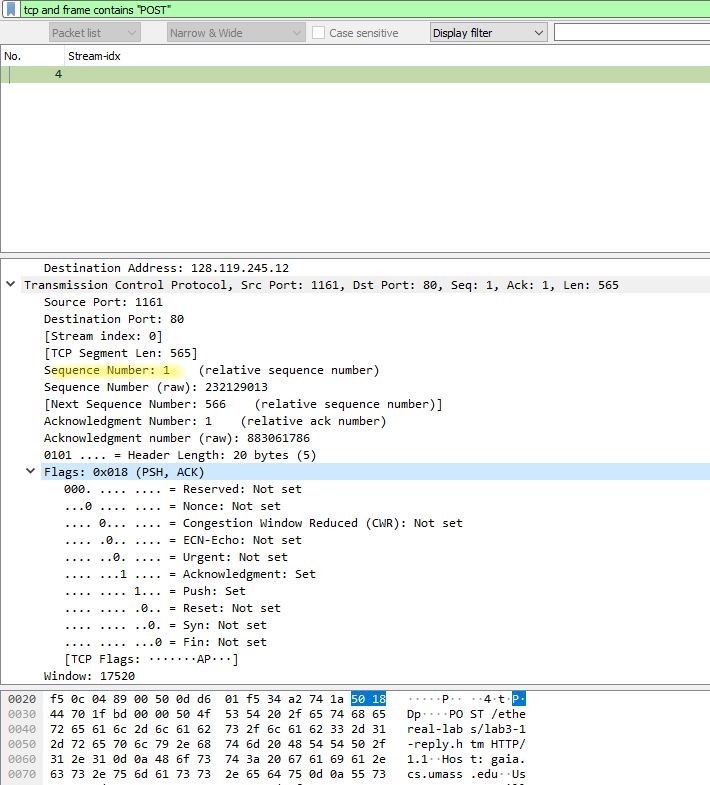 tcp and frame contains "POST"
Packet list Narrow & Wide Case sensitive Display filter
No. Stream-idx
4
Destination Address: 128.119.245.12
Transmission Control Protocol, Src Port: 1161, Dst Port: 80, Seq: 1, Ack: 1, Len: 565
Source Port: 1161
Destination Port: 80
[Stream index: 0]
[TCP Segment Len: 565]
Sequence Number: 1 (relative sequence number)
Sequence Number (raw): 232129013
[Next Sequence Number: 566 (relative sequence number)]
Acknowledgment Number: 1 (relative ack number)
Acknowledgment number (raw): 883061786
0101 .... = Header Length: 20 bytes (5)
Flags: 0x018 (PSH, ACK)
000. .... .... = Reserved: Not set
...0 .... .... = Nonce: Not set
.... 0... .... = Congestion Window Reduced (CWR): Not set
.... .0.. .... = ECN-Echo: Not set
.... ..0. .... = Urgent: Not set
.... ...1 .... = Acknowledgment: Set
.... .... 1... = Push: Set
.... .... .0.. = Reset: Not set
.... .... ..0. = Syn: Not set
.... .... ...0 = Fin: Not set
[TCP Flags: ·······AP···]
Window: 17520
0020 f5 0c 04 89 00 50 0d d6 01 f5 34 a2 74 1a 50 18 ·····P·· ··4·t·P·
0030 44 70 1f bd 00 00 50 4f 53 54 20 2f 65 74 68 65 Dp····PO ST /ethe
0040 72 65 61 6c 2d 6c 61 62 73 2f 6c 61 62 33 2d 31 real-lab s/lab3-1
0050 2d 72 65 70 6c 79 2e 68 74 6d 20 48 54 54 50 2f -reply.h tm HTTP/
0060 31 2e 31 0d 0a 48 6f 73 74 3a 20 67 61 69 61 2e 1.1··Hos t: gaia.
0070 63 73 2e 75 6d 61 73 73 2e 65 64 75 0d 0a 55 73 cs.umass .edu··Us